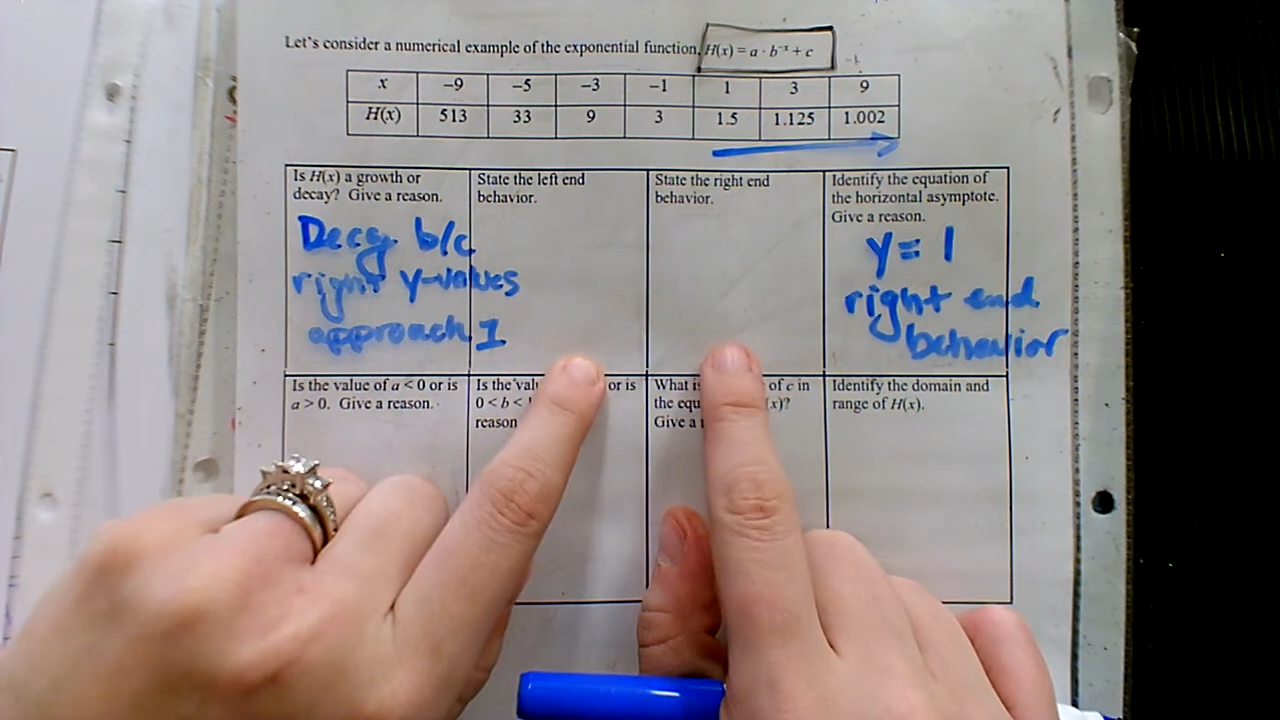 Let's consider a numerical example of the exponential function, H(x) = a · b⁻ˣ + c
x −9 −5 −3 −1 1 3 9
H(x) 513 33 9 3 1.5 1.125 1.002
Is H(x) a growth or
decay? Give a reason.
Decay b/c
right y-values
approach 1
State the left end
behavior.
State the right end
behavior.
Identify the equation of
the horizontal asymptote.
Give a reason.
y = 1
right end
behavior
Is the value of a < 0 or is
a > 0. Give a reason.
Is the or is
0 < b <
reason
What is of c in
the (x)?
Give a
Identify the domain and
range of H(x).